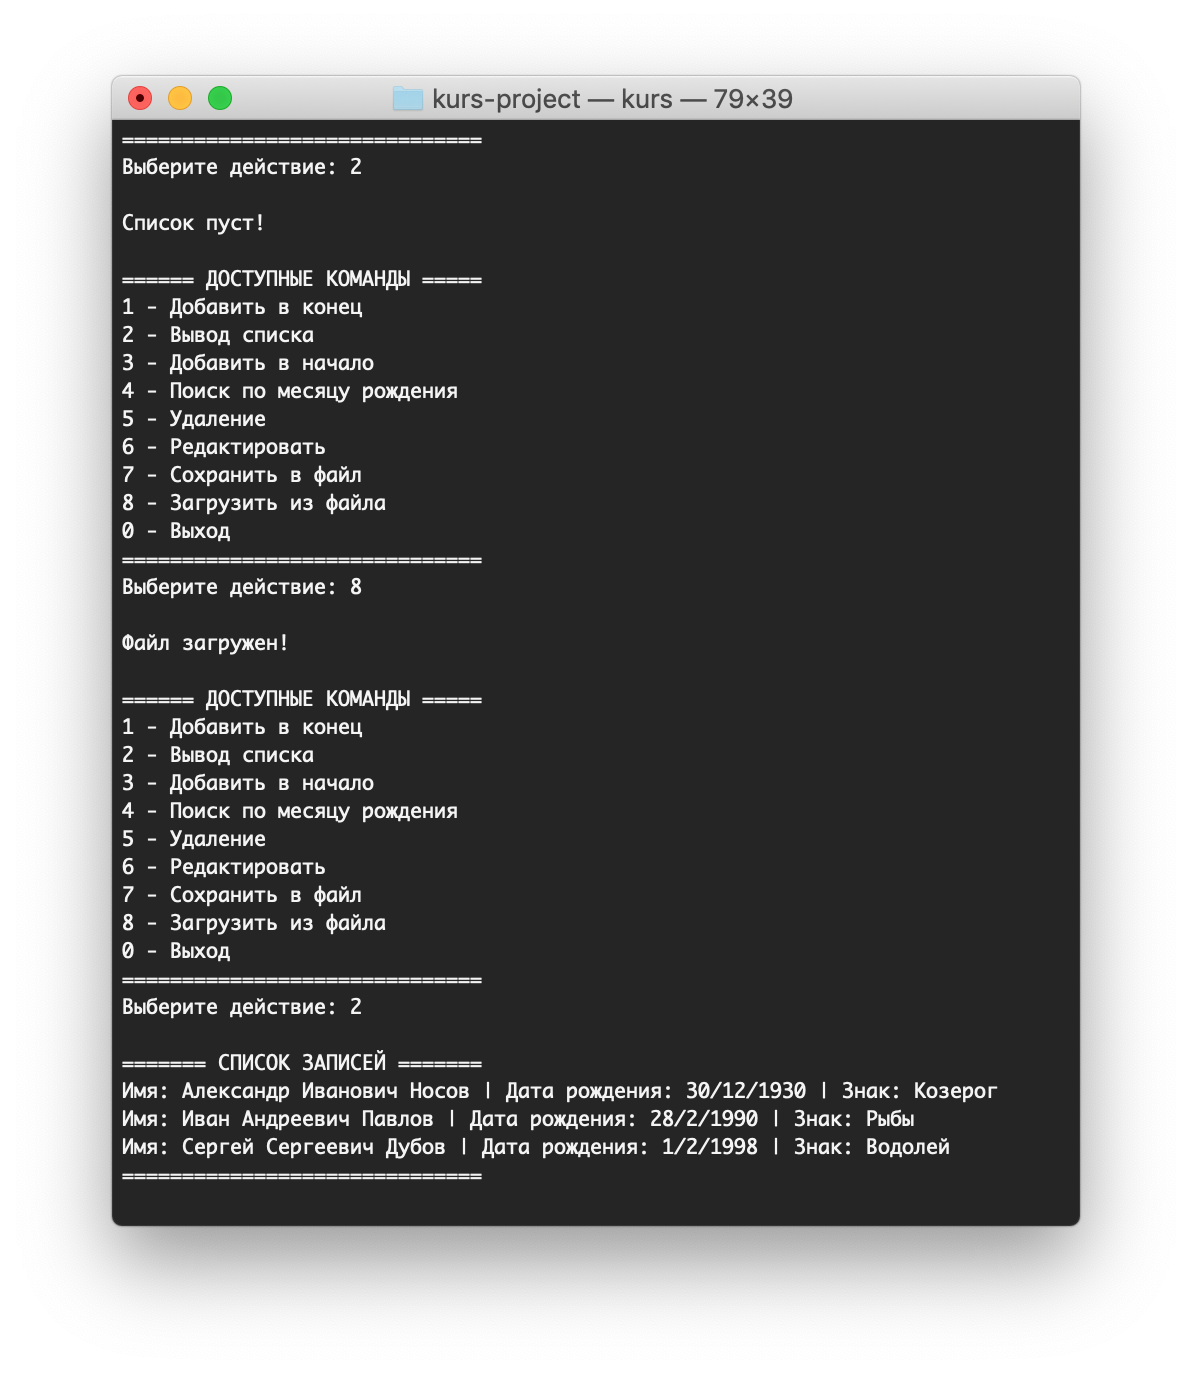 kurs-project — kurs — 79×39
==============================
Выберите действие: 2
Список пуст!
====== ДОСТУПНЫЕ КОМАНДЫ =====
1 - Добавить в конец
2 - Вывод списка
3 - Добавить в начало
4 - Поиск по месяцу рождения
5 - Удаление
6 - Редактировать
7 - Сохранить в файл
8 - Загрузить из файла
0 - Выход
==============================
Выберите действие: 8
Файл загружен!
====== ДОСТУПНЫЕ КОМАНДЫ =====
1 - Добавить в конец
2 - Вывод списка
3 - Добавить в начало
4 - Поиск по месяцу рождения
5 - Удаление
6 - Редактировать
7 - Сохранить в файл
8 - Загрузить из файла
0 - Выход
==============================
Выберите действие: 2
======= СПИСОК ЗАПИСЕЙ =======
Имя: Александр Иванович Носов | Дата рождения: 30/12/1930 | Знак: Козерог
Имя: Иван Андреевич Павлов | Дата рождения: 28/2/1990 | Знак: Рыбы
Имя: Сергей Сергеевич Дубов | Дата рождения: 1/2/1998 | Знак: Водолей
==============================